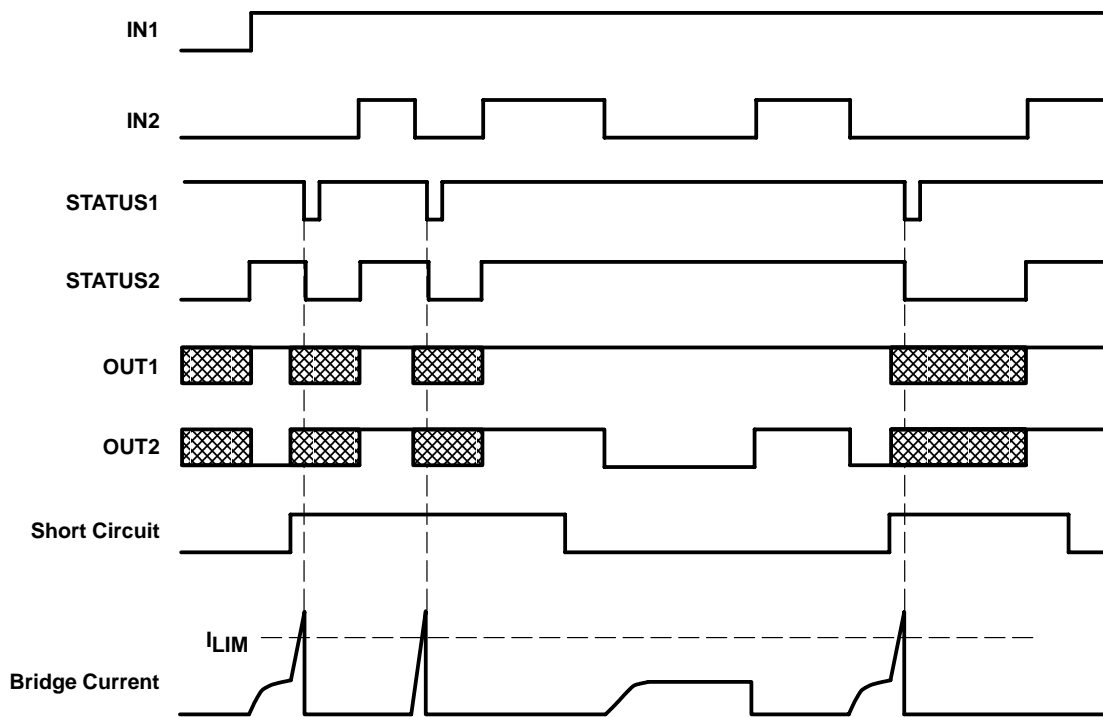 IN1
IN2
STATUS1
STATUS2
OUT1
OUT2
Short Circuit
ILIM
Bridge Current